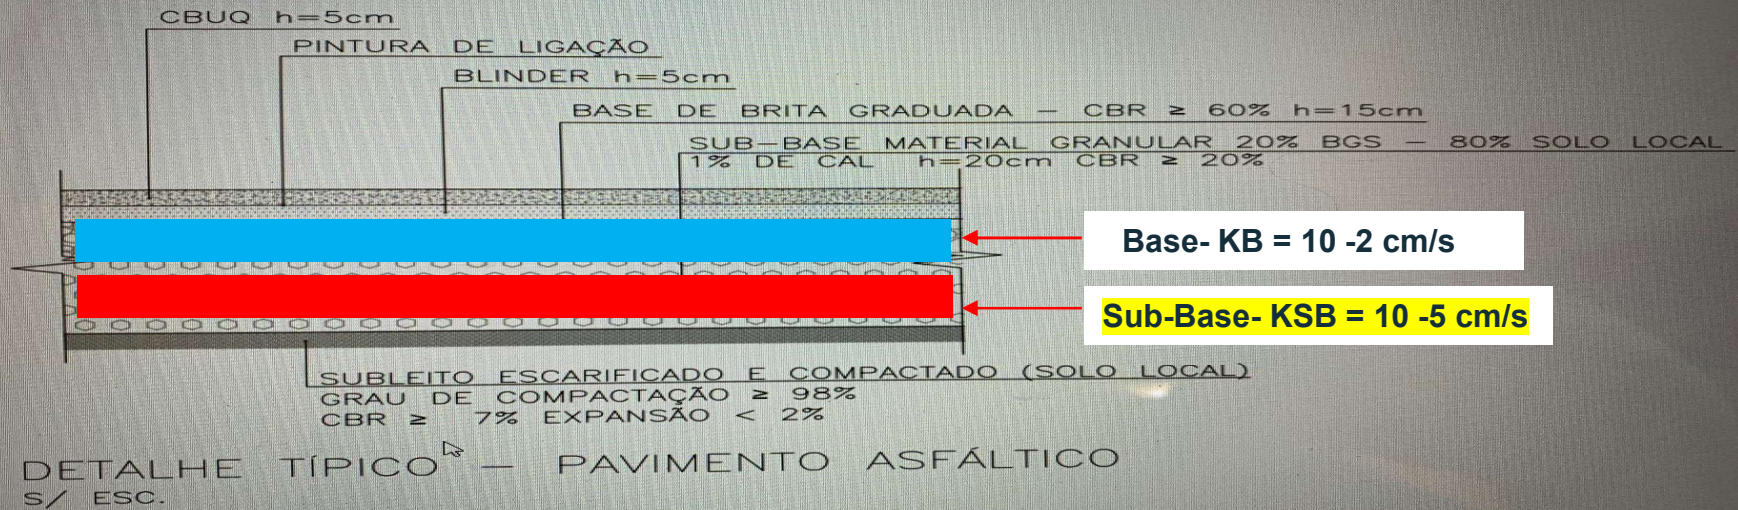 CBUQ h=5cm
PINTURA DE LIGAÇÃO
BLINDER h=5cm
BASE DE BRITA GRADUADA – CBR ≥ 60% h=15cm
SUB-BASE MATERIAL GRANULAR 20% BGS – 80% SOLO LOCAL
1% DE CAL h=20cm CBR ≥ 20%
Base- KB = 10 -2 cm/s
Sub-Base- KSB = 10 -5 cm/s
SUBLEITO ESCARIFICADO E COMPACTADO (SOLO LOCAL)
GRAU DE COMPACTAÇÃO ≥ 98%
CBR ≥ 7% EXPANSÃO < 2%
DETALHE TÍPICO – PAVIMENTO ASFÁLTICO
S/ ESC.